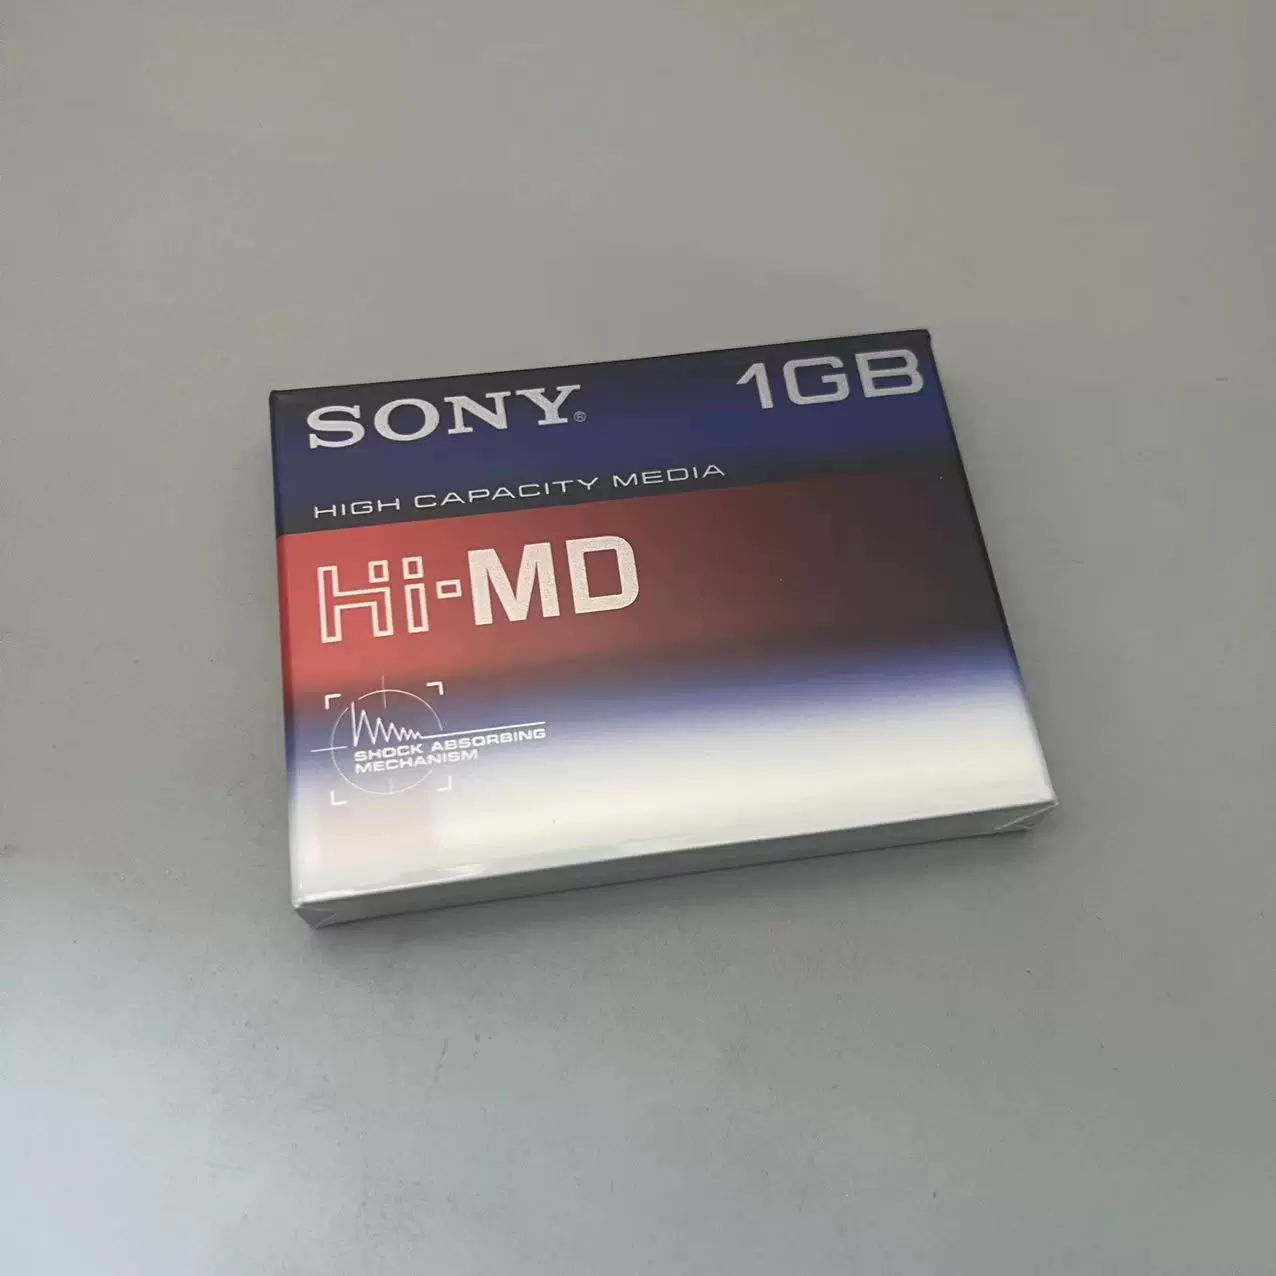 SONY®
1GB
HIGH CAPACITY MEDIA
Hi-MD
SHOCK ABSORBING
MECHANISM